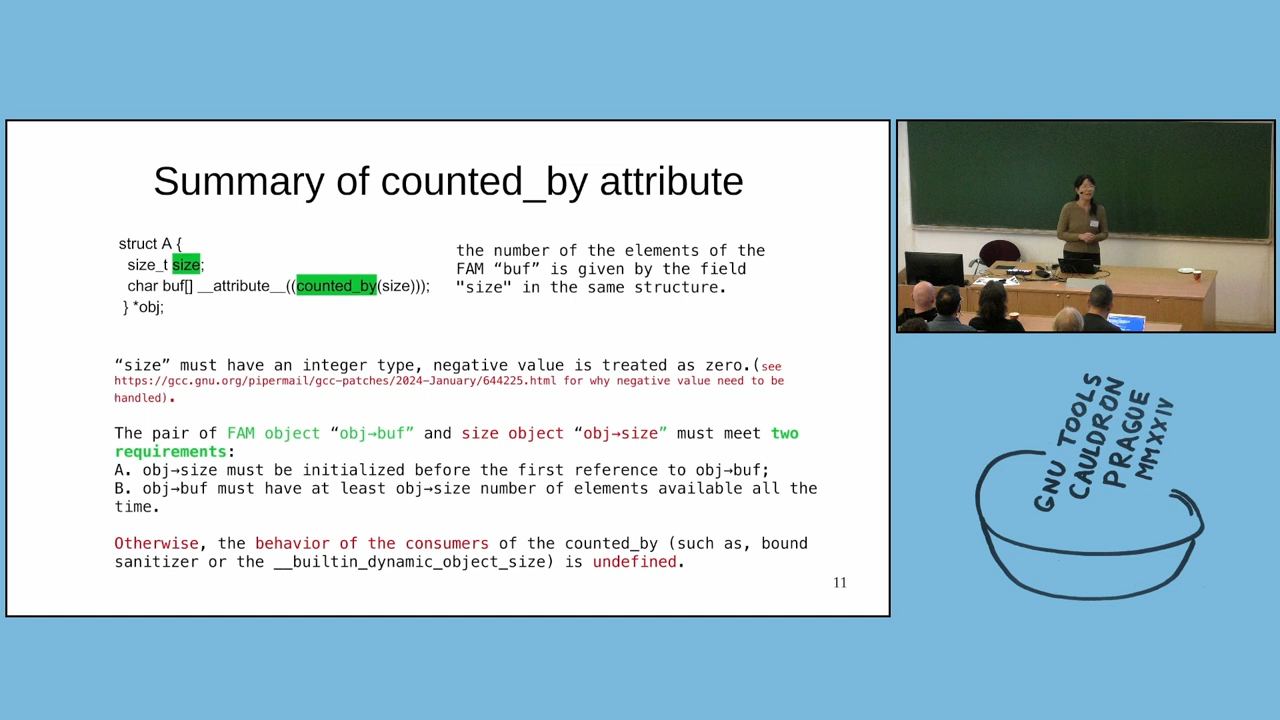 Summary of counted_by attribute
struct A {
size_t size;
char buf[] __attribute__((counted_by(size)));
} *obj;
the number of the elements of the
FAM “buf” is given by the field
"size" in the same structure.
“size” must have an integer type, negative value is treated as zero.(see
https://gcc.gnu.org/pipermail/gcc-patches/2024-January/644225.html for why negative value need to be
handled).
The pair of FAM object “obj→buf” and size object “obj→size” must meet two
requirements:
A. obj→size must be initialized before the first reference to obj→buf;
B. obj→buf must have at least obj→size number of elements available all the
time.
Otherwise, the behavior of the consumers of the counted_by (such as, bound
sanitizer or the __builtin_dynamic_object_size) is undefined.
11
GNU TOOLS
CAULDRON
PRAGUE
MMXXIV